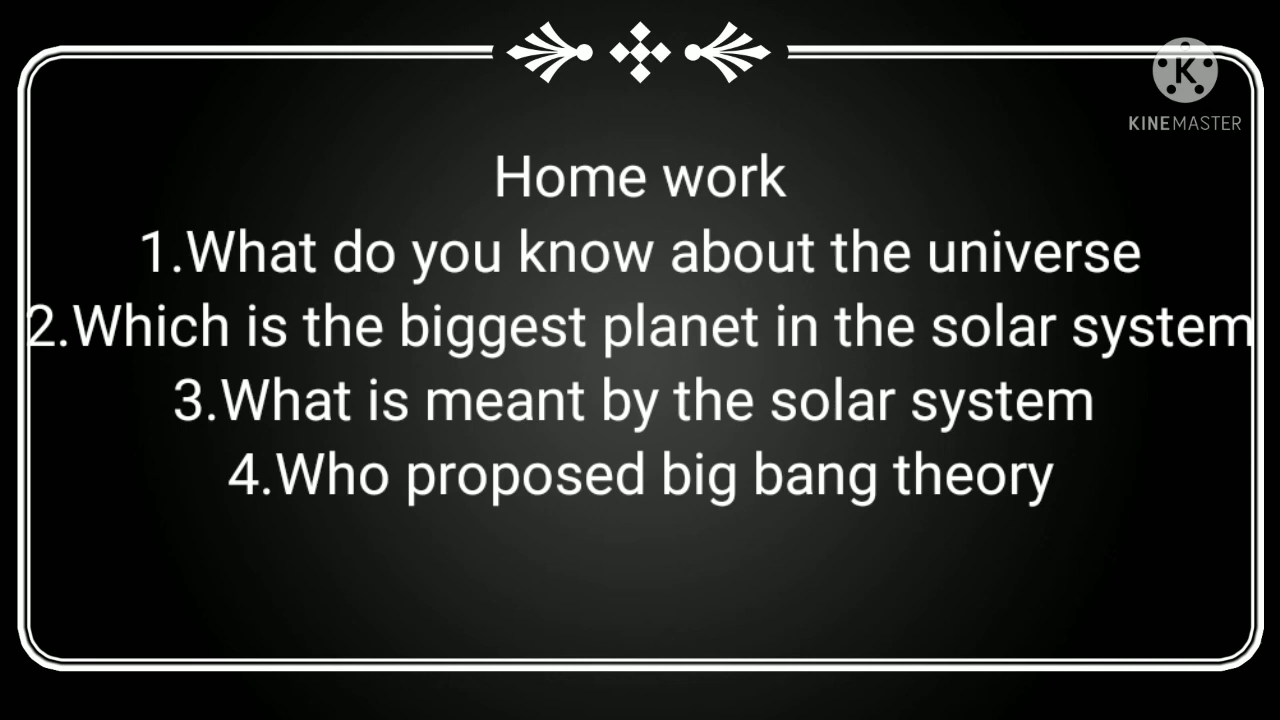 KINEMASTER
Home work
1.What do you know about the universe
2.Which is the biggest planet in the solar system
3.What is meant by the solar system
4.Who proposed big bang theory